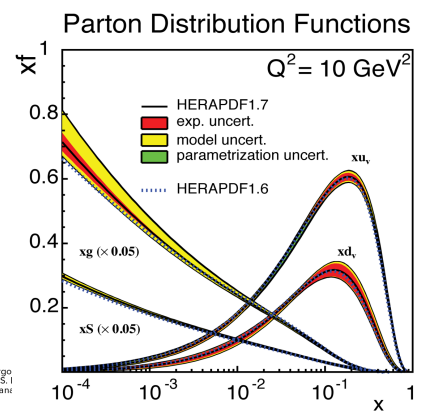 Parton Distribution Functions
xf
Q² = 10 GeV²
1
0.8
0.6
0.4
0.2
HERAPDF1.7
exp. uncert.
model uncert.
parametrization uncert.
HERAPDF1.6
xuᵥ
xdᵥ
xg (× 0.05)
xS (× 0.05)
10⁻⁴ 10⁻³ 10⁻² 10⁻¹ 1
x